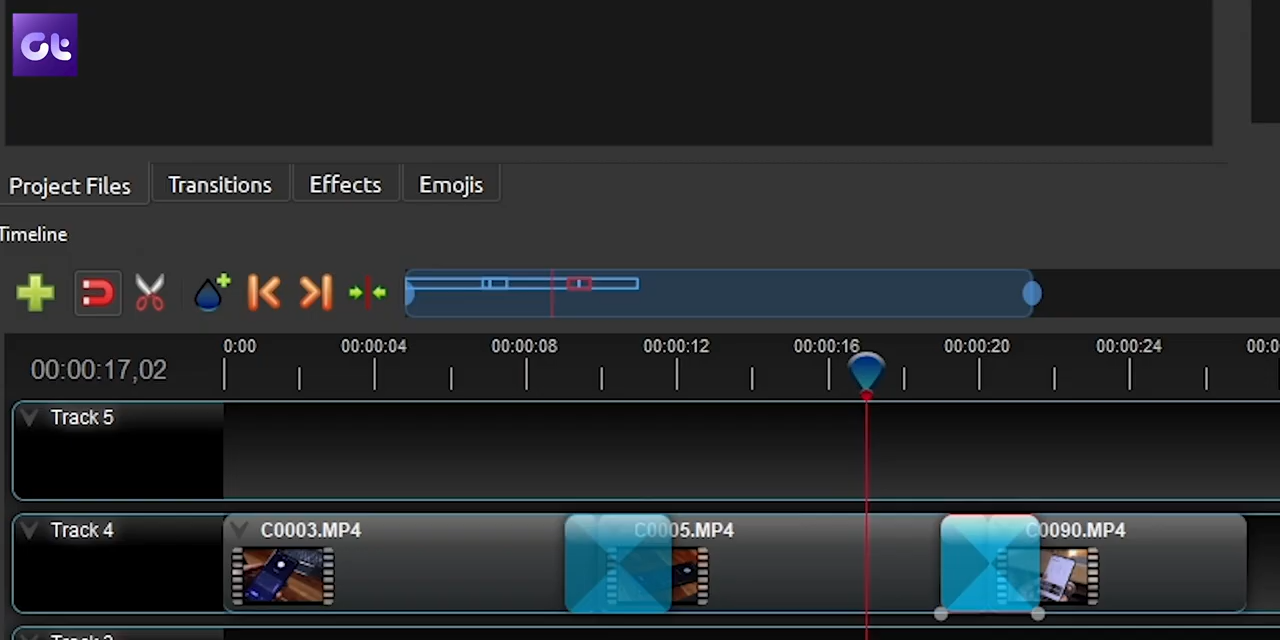 Gt
Project Files Transitions Effects Emojis
Timeline
0:00 00:00:04 00:00:08 00:00:12 00:00:16 00:00:20 00:00:24
00:00:17,02
Track 5
Track 4 C0003.MP4 C0005.MP4 C0090.MP4